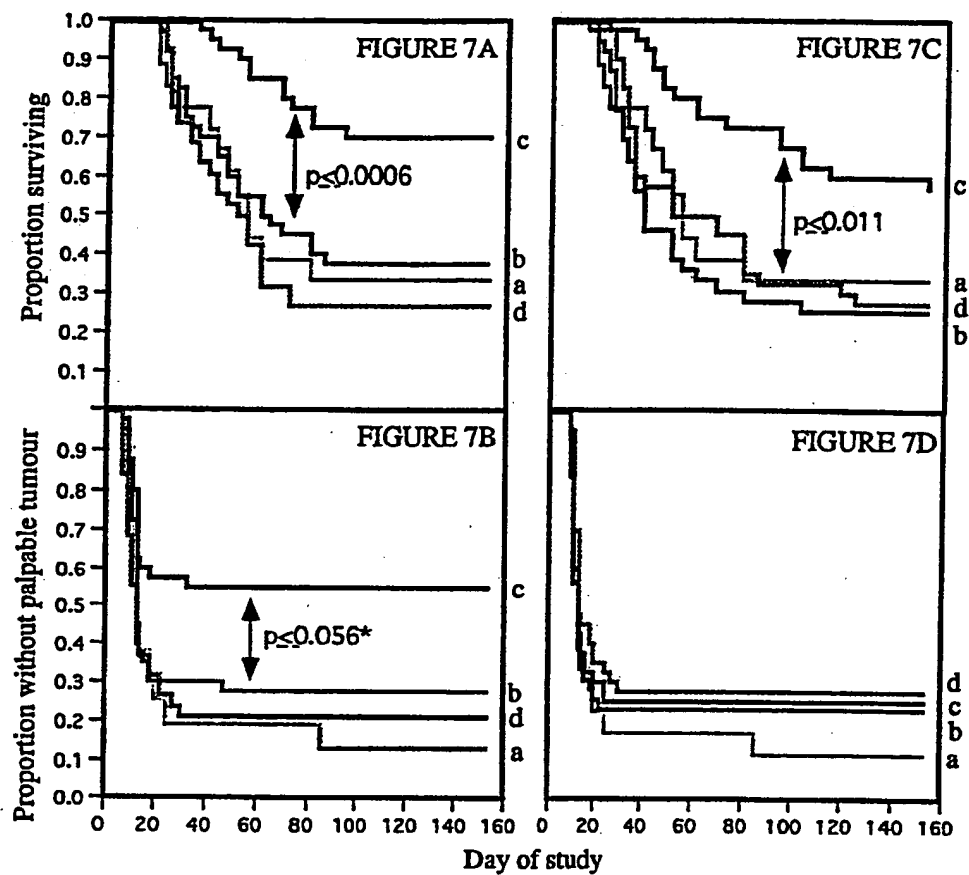 FIGURE 7A
Proportion surviving
1.0
0.9
0.8
0.7
0.6
0.5
0.4
0.3
0.2
0.1
p≤0.0006
c
b
a
d
FIGURE 7C
p≤0.011
c
a
d
b
FIGURE 7B
Proportion without palpable tumour
0.9
0.8
0.7
0.6
0.5
0.4
0.3
0.2
0.1
0.0
p≤0.056*
c
b
d
a
0 20 40 60 80 100 120 140 160
FIGURE 7D
d
c
b
a
0 20 40 60 80 100 120 140 160
Day of study